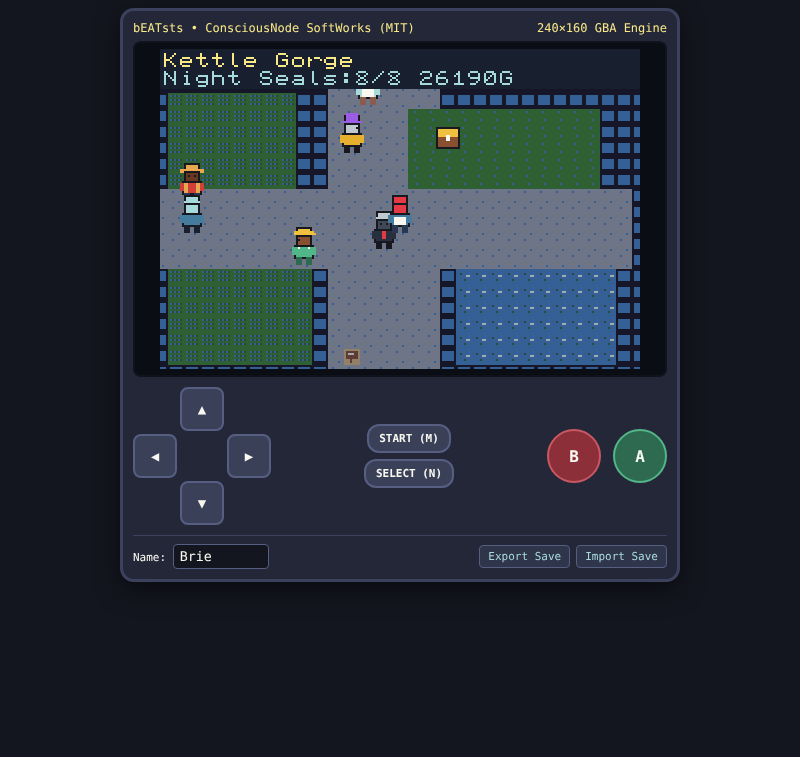 bEATsts • ConsciousNode SoftWorks (MIT)
240×160 GBA Engine
Kettle Gorge
Night Seals:8/8 26190G
▲
◀
▶
▼
START (M)
SELECT (N)
B
A
Name: Brie
Export Save
Import Save